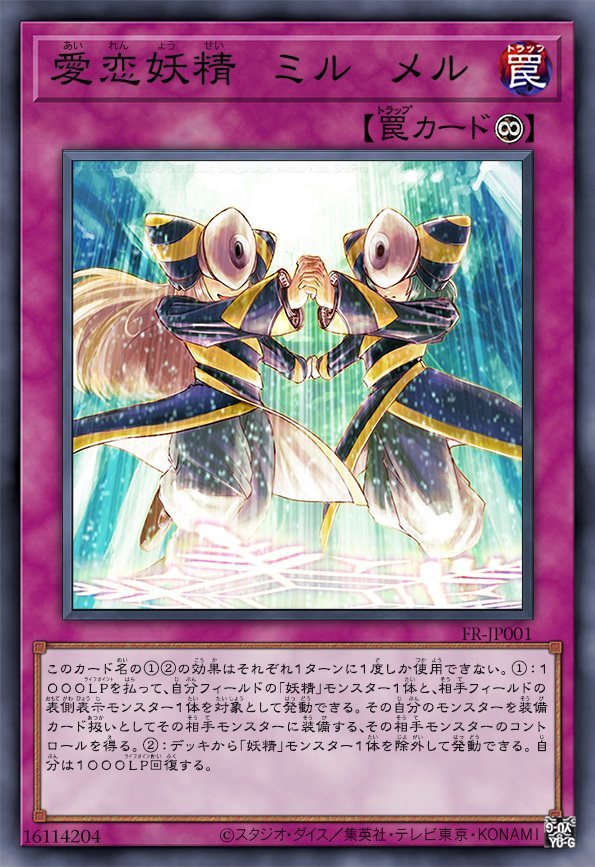 愛恋妖精 ミル メル
罠
【罠カード】
FR-JP001
このカード名の①②の効果はそれぞれ1ターンに1度しか使用できない。①:1
000LPを払って、自分フィールドの「妖精」モンスター1体と、相手フィールドの
表側表示モンスター1体を対象として発動できる。その自分のモンスターを装備
カード扱いとしてその相手モンスターに装備する、その相手モンスターのコント
ロールを得る。②:デッキから「妖精」モンスター1体を除外して発動できる。自
分は1000LP回復する。
16114204
©スタジオ・ダイス/集英社・テレビ東京・KONAMI